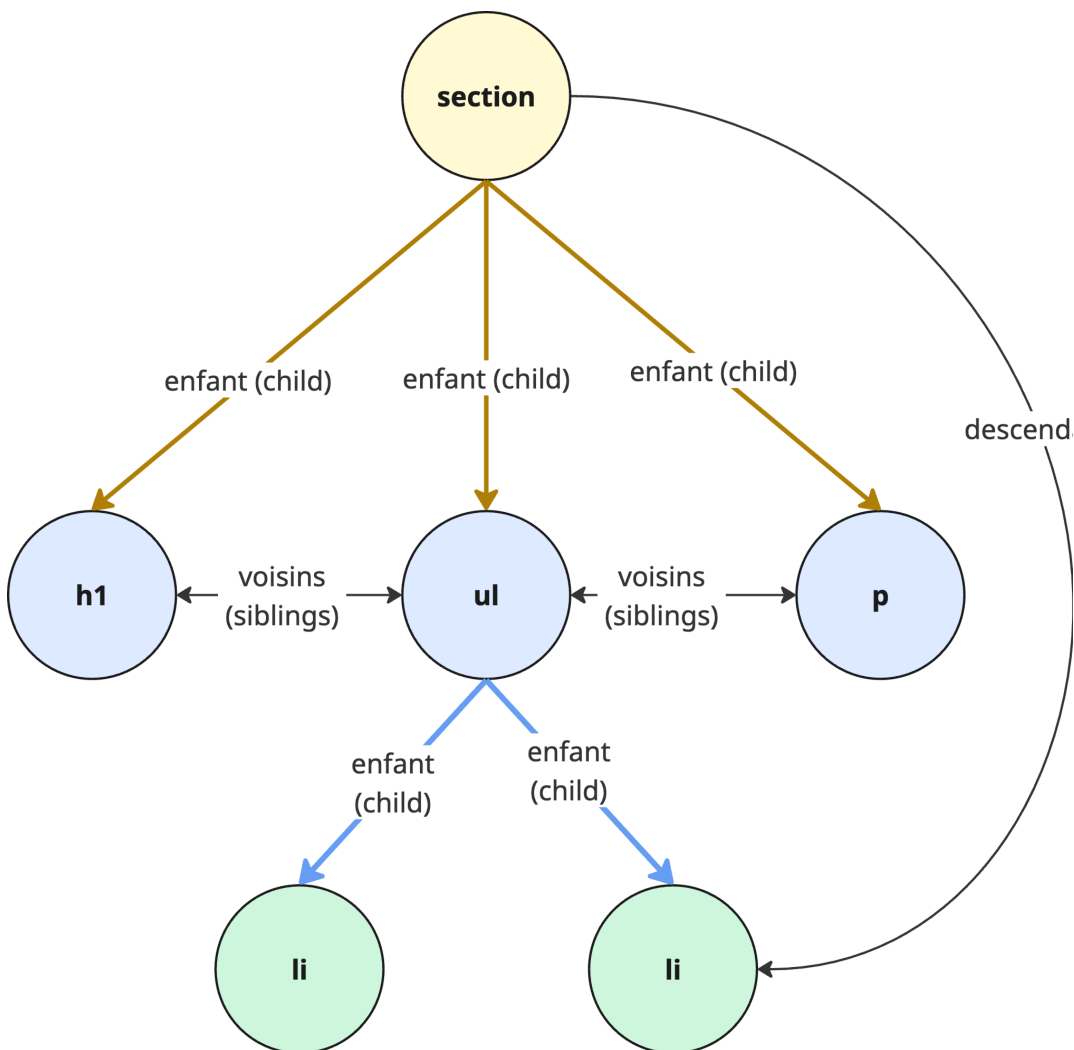 section
enfant (child)
enfant (child)
enfant (child)
h1
voisins
(siblings)
ul
voisins
(siblings)
p
enfant
(child)
enfant
(child)
li
li